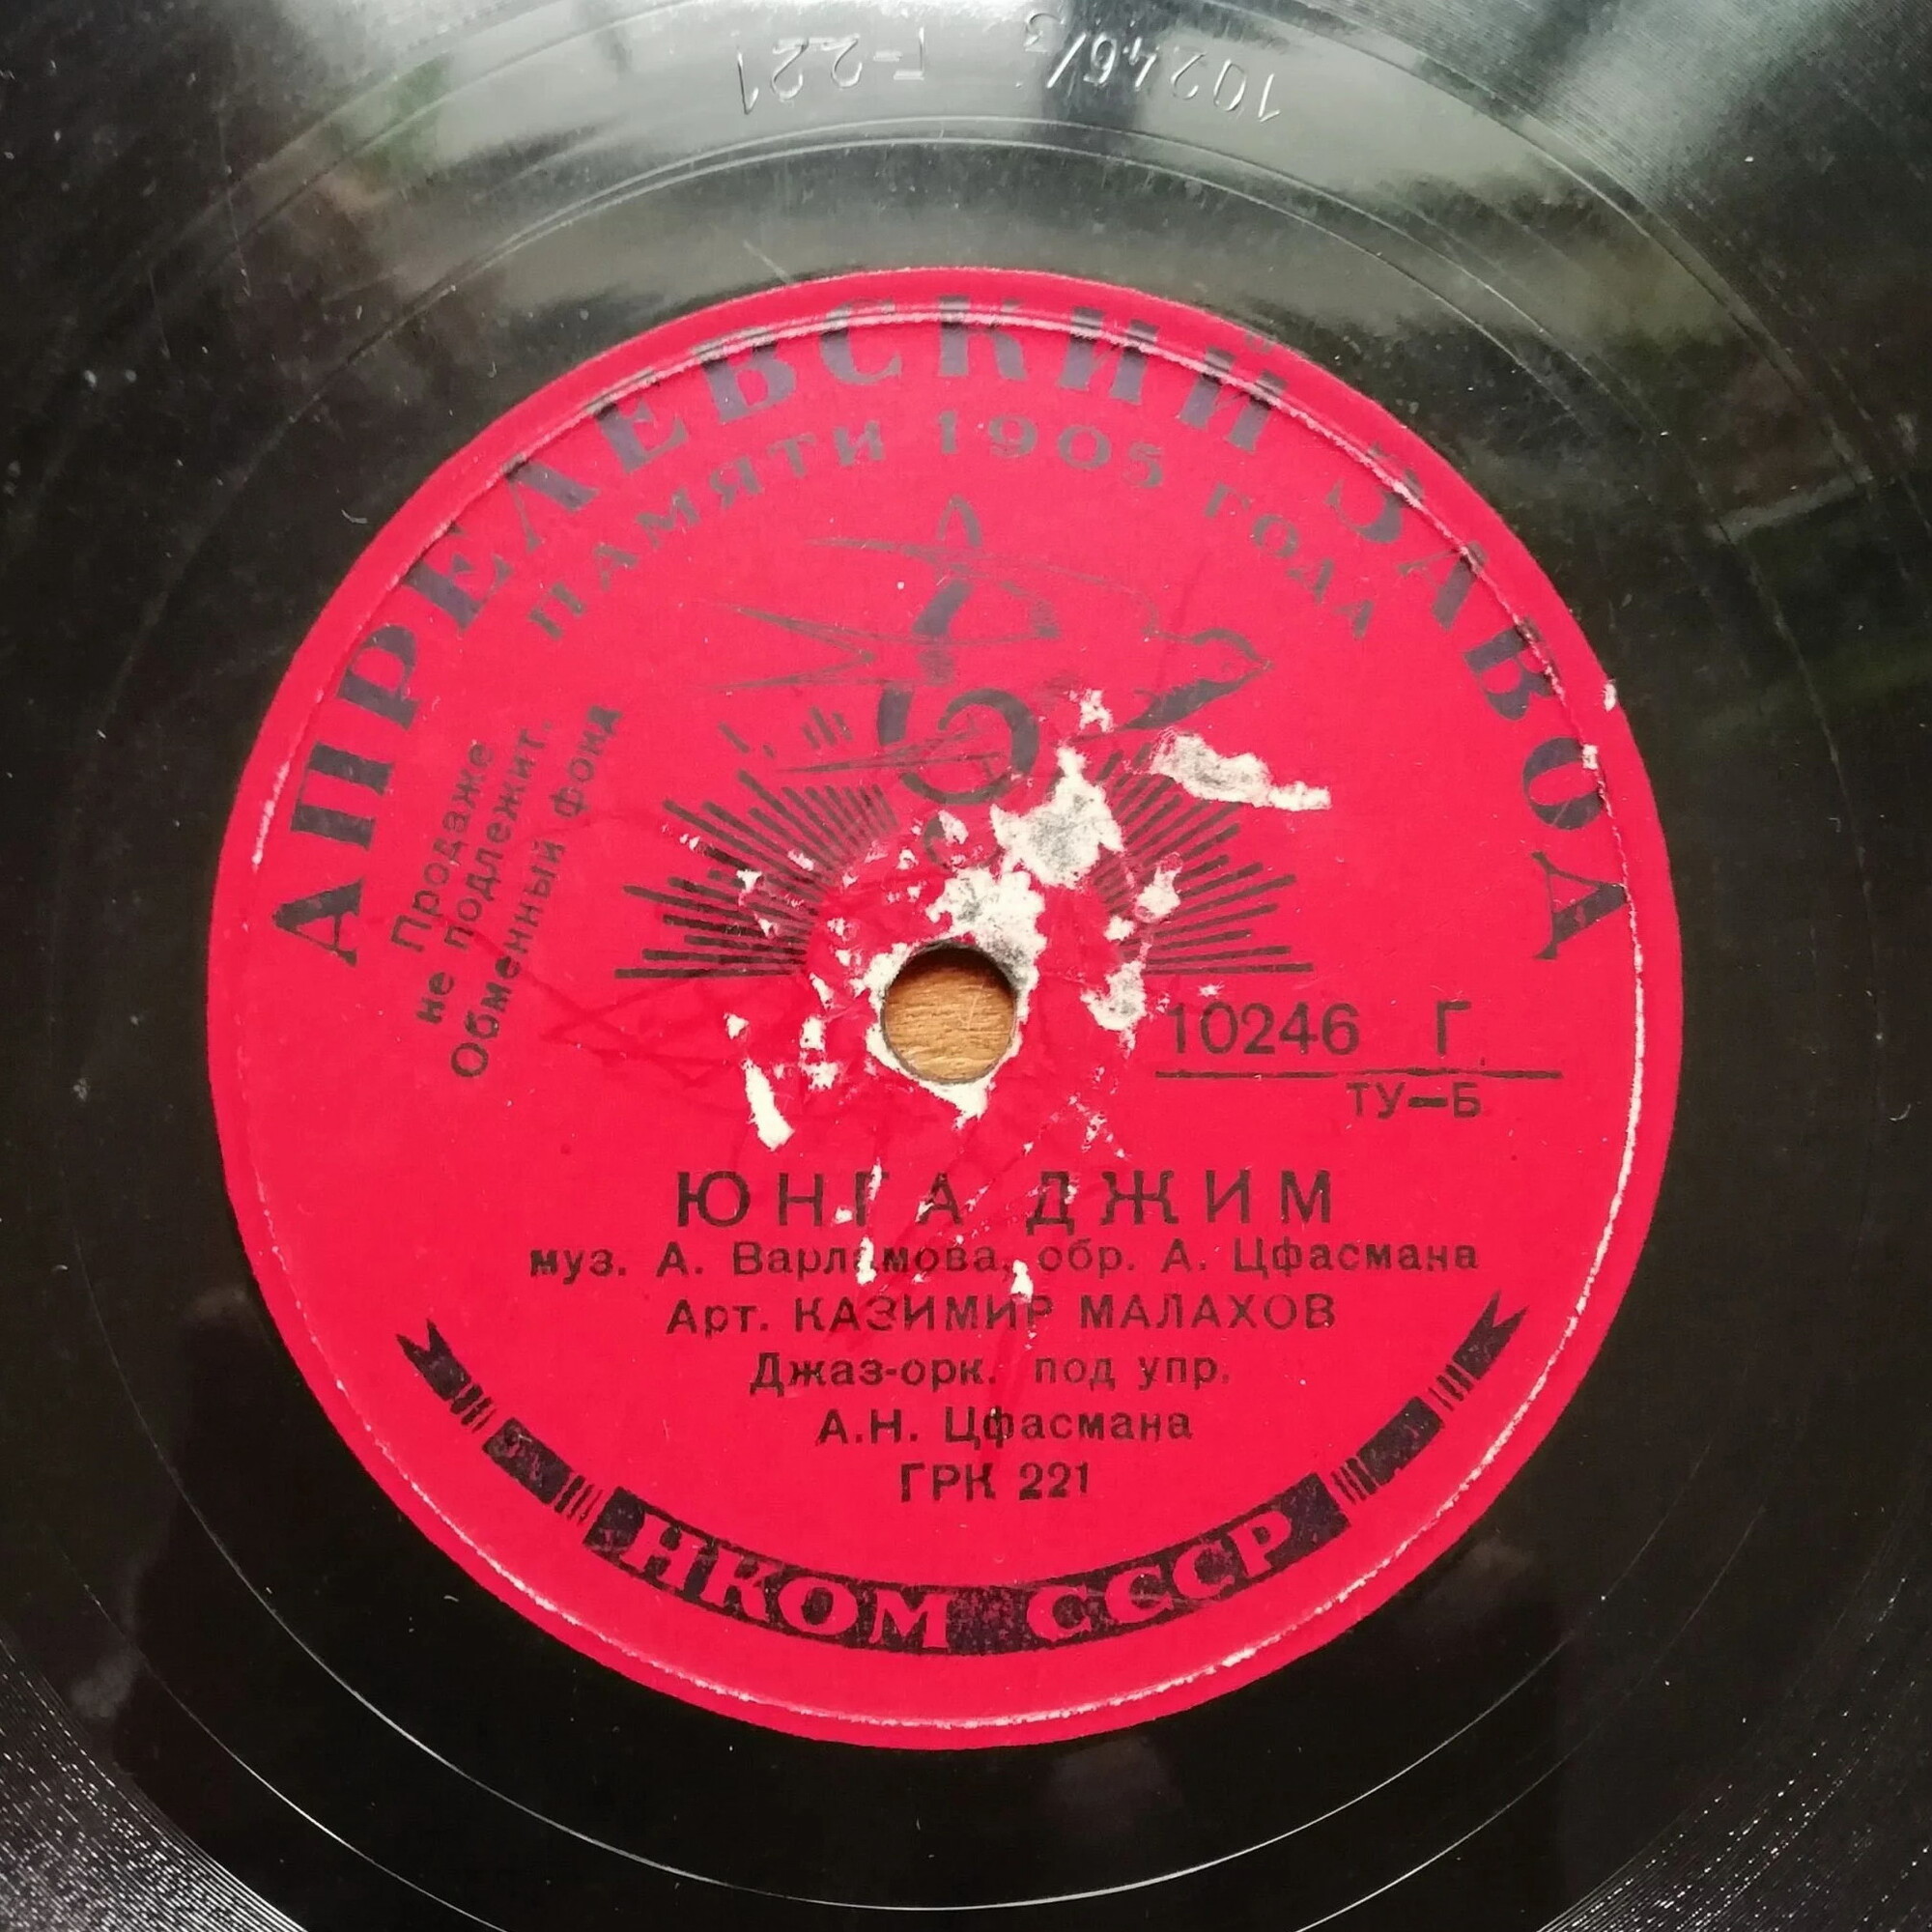 10246/3 Г-221
АПРЕЛЕВСКИЙ ЗАВОД
ПАМЯТИ 1905 ГОДА
Продаже
не подлежит.
Обменный фонд
10246 Г
ТУ—Б
ЮНГА ДЖИМ
муз. А. Варламова, обр. А. Цфасмана
Арт. КАЗИМИР МАЛАХОВ
Джаз-орк. под упр.
А.Н. Цфасмана
ГРК 221
НКОМ СССР